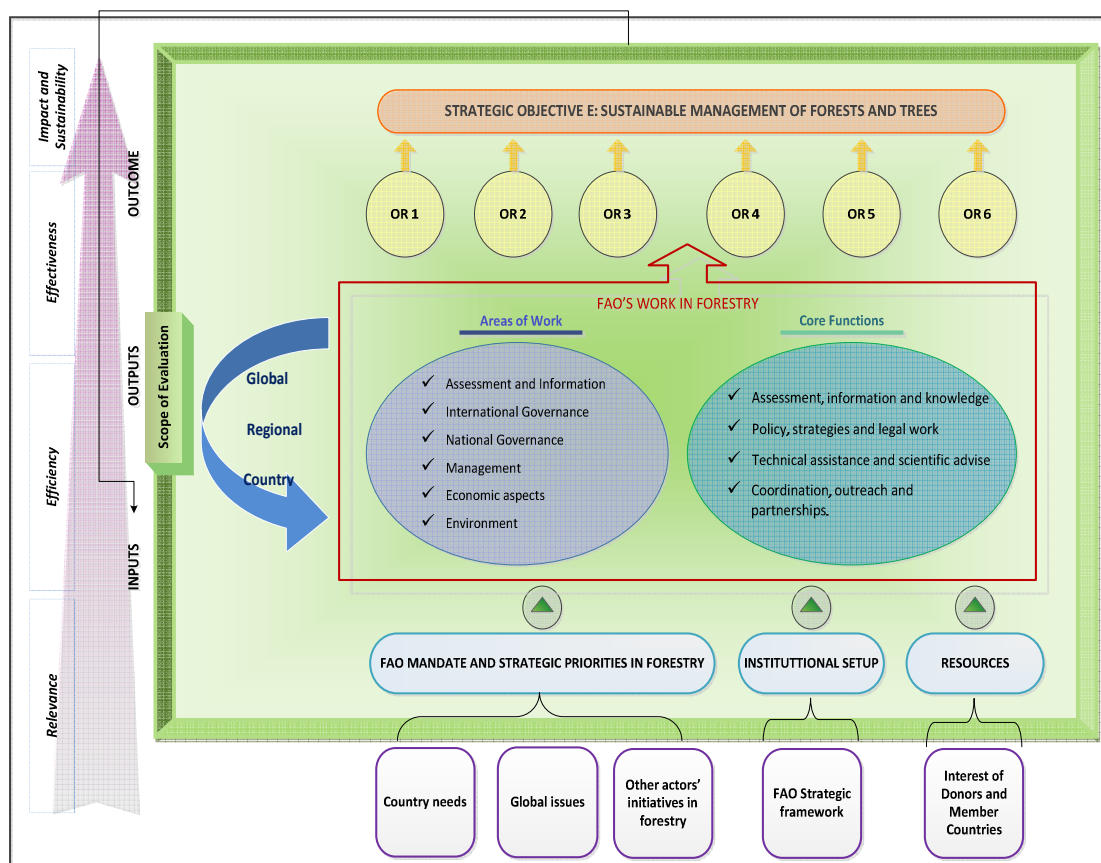 Impact and
Sustainability
Effectiveness
Efficiency
Relevance
OUTCOME
OUTPUTS
INPUTS
Scope of Evaluation
STRATEGIC OBJECTIVE E: SUSTAINABLE MANAGEMENT OF FORESTS AND TREES
OR 1
OR 2
OR 3
OR 4
OR 5
OR 6
FAO'S WORK IN FORESTRY
Global
Regional
Country
Areas of Work
✓ Assessment and Information
✓ International Governance
✓ National Governance
✓ Management
✓ Economic aspects
✓ Environment
Core Functions
✓ Assessment, information and knowledge
✓ Policy, strategies and legal work
✓ Technical assistance and scientific advise
✓ Coordination, outreach and
partnerships.
FAO MANDATE AND STRATEGIC PRIORITIES IN FORESTRY
INSTITUTTIONAL SETUP
RESOURCES
Country needs
Global issues
Other actors'
initiatives in
forestry
FAO Strategic
framework
Interest of
Donors and
Member
Countries